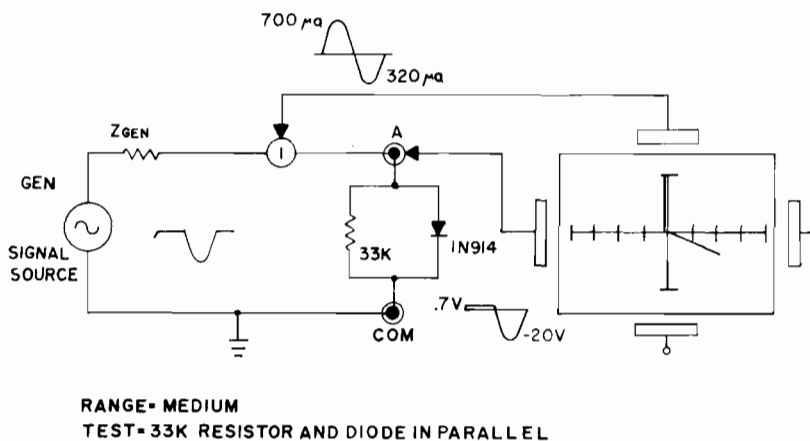 700 μa
320 μa
ZGEN
I
A
GEN
SIGNAL
SOURCE
33K
IN914
.7V
-20V
COM
RANGE= MEDIUM
TEST= 33K RESISTOR AND DIODE IN PARALLEL